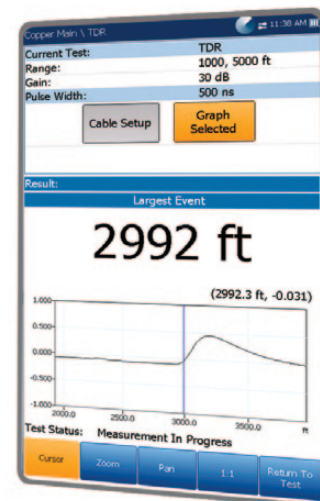 Copper Main \ TDR 11:38 AM
Current Test: TDR
Range: 1000, 5000 ft
Gain: 30 dB
Pulse Width: 500 ns
Cable Setup
Graph Selected
Result:
Largest Event
2992 ft
(2992.3 ft, -0.031)
1.000
0.500
0.000
-0.500
-1.000
2000.0 2500.0 3000.0 3500.0 ft
Test Status: Measurement In Progress
Cursor Zoom Pan 1:1 Return To Test